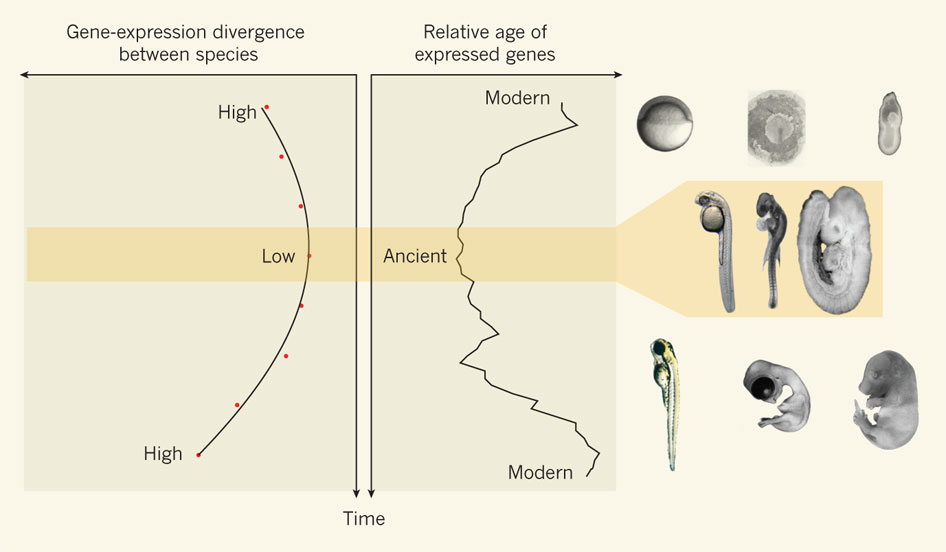 Gene-expression divergence
between species
Relative age of
expressed genes
High
Modern
Low
Ancient
High
Modern
Time